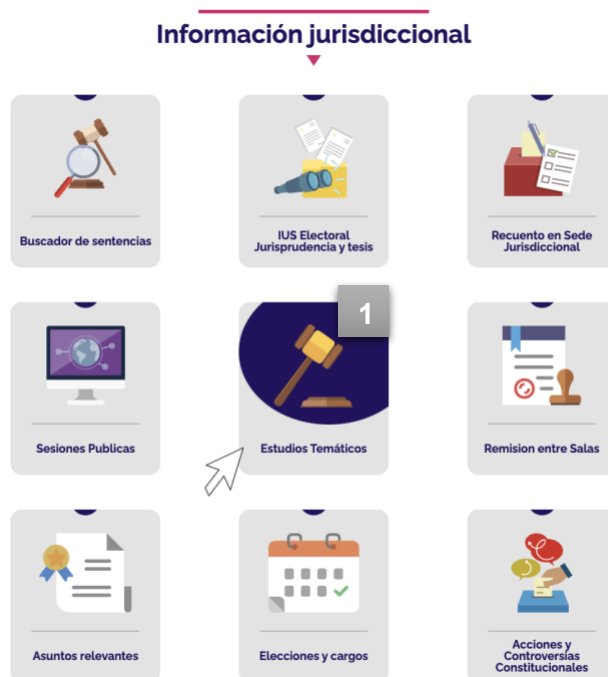 Información jurisdiccional
Buscador de sentencias
IUS Electoral
Jurisprudencia y tesis
Recuento en Sede
Jurisdiccional
1
Sesiones Publicas
Estudios Temáticos
Remision entre Salas
Asuntos relevantes
Elecciones y cargos
Acciones y
Controversias
Constitucionales